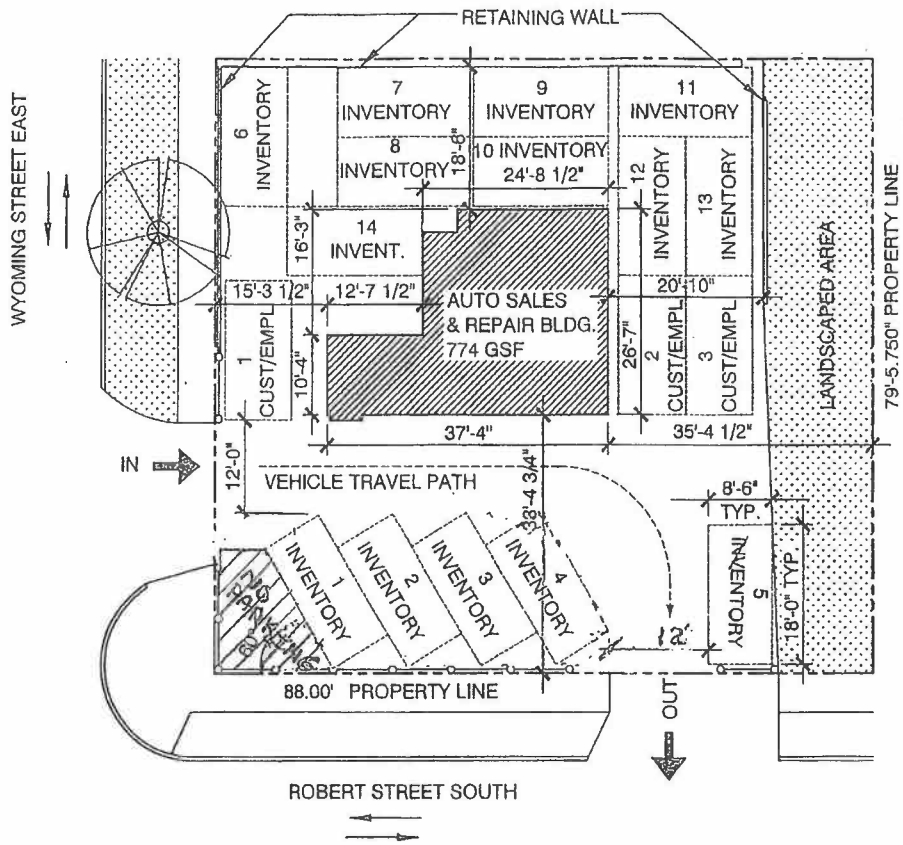 RETAINING WALL
WYOMING STREET EAST
6
INVENTORY
7
INVENTORY
8
INVENTORY
18'-6"
9
INVENTORY
10 INVENTORY
24'-8 1/2"
11
INVENTORY
12
INVENTORY
13
INVENTORY
16'-3"
14
INVENT.
15'-3 1/2"
12'-7 1/2"
20'-10"
AUTO SALES
& REPAIR BLDG.
774 GSF
26'-7"
1
CUST/EMPL
10'-4"
2
CUST/EMPL
3
CUST/EMPL
LANDSCAPED AREA
79'-5.750" PROPERTY LINE
37'-4"
35'-4 1/2"
IN
12'-0"
VEHICLE TRAVEL PATH
38'-4 3/4"
8'-6"
TYP.
NO
PARKING
1
INVENTORY
2
INVENTORY
3
INVENTORY
4
INVENTORY
5
INVENTORY
18'-0" TYP.
12'
88.00' PROPERTY LINE
OUT
ROBERT STREET SOUTH